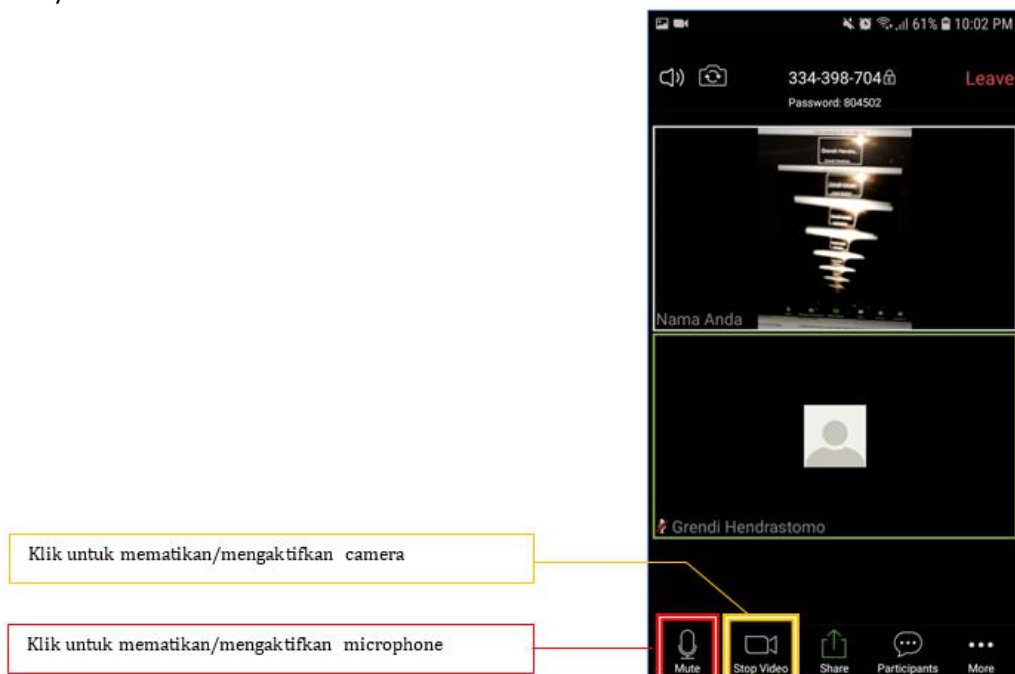 61% 10:02 PM
334-398-704 Leave
Password: 804502
Nama Anda
Grendi Hendrastomo
Klik untuk mematikan/mengaktifkan camera
Klik untuk mematikan/mengaktifkan microphone
Mute Stop Video Share Participants More